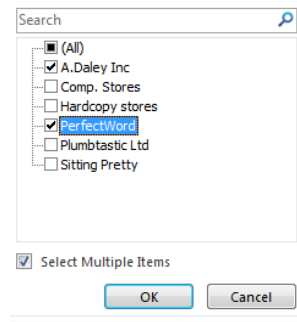 Search
(All)
A.Daley Inc
Comp. Stores
Hardcopy stores
PerfectWord
Plumbtastic Ltd
Sitting Pretty
Select Multiple Items
OK Cancel